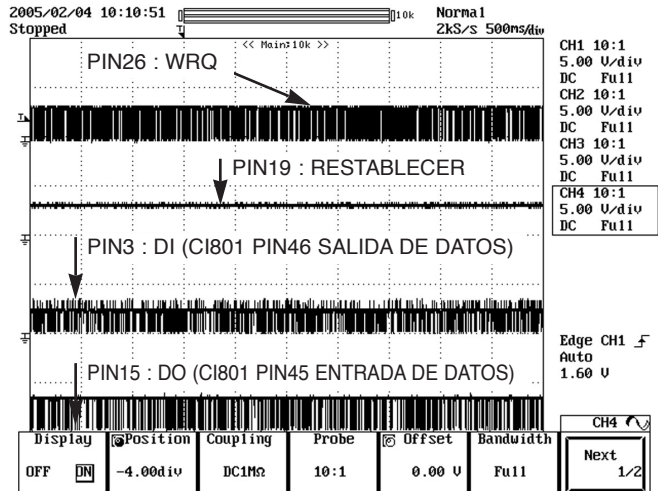 2005/02/04 10:10:51
10k
Normal
Stopped
2kS/s 500ms/div
<< Main:10k >>
CH1 10:1
5.00 V/div
DC Full
CH2 10:1
5.00 V/div
DC Full
CH3 10:1
5.00 V/div
DC Full
CH4 10:1
5.00 V/div
DC Full
PIN26 : WRQ
PIN19 : RESTABLECER
PIN3 : DI (CI801 PIN46 SALIDA DE DATOS)
PIN15 : DO (CI801 PIN45 ENTRADA DE DATOS)
Edge CH1
Auto
1.60 V
CH4
Display
OFF ON
Position
-4.00div
Coupling
DC1MΩ
Probe
10:1
Offset
0.00 V
Bandwidth
Full
Next
1/2